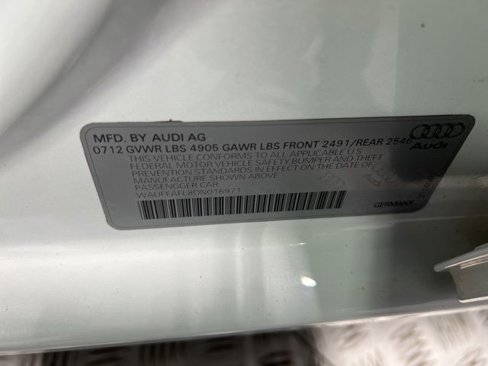 MFD. BY AUDI AG
0712 GVWR LBS 4905 GAWR LBS FRONT 2491/REAR 2546
THIS VEHICLE CONFORMS TO ALL APPLICABLE U.S.
FEDERAL MOTOR VEHICLE SAFETY BUMPER AND THEFT
PREVENTION STANDARDS IN EFFECT ON THE DATE OF
MANUFACTURE SHOWN ABOVE
PASSENGER CAR
WAUFFAFL8DN016971
Audi
GERMANY